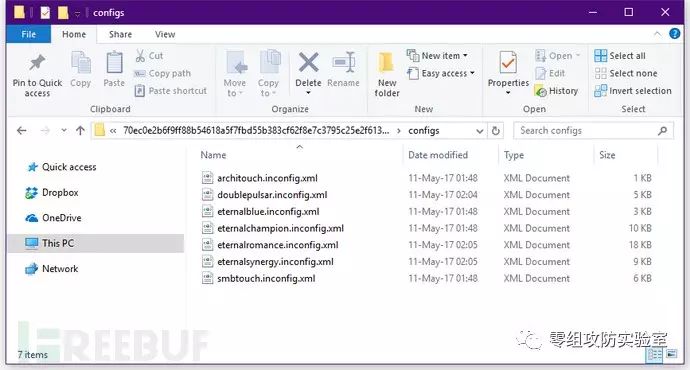 configs
File Home Share View
Pin to Quick access
Copy
Paste
Cut
Copy path
Paste shortcut
Clipboard
Move to
Copy to
Delete
Rename
Organize
New folder
New item
Easy access
New
Properties
Open
Edit
History
Open
Select all
Select none
Invert selection
Select
« 70ec0e2b6f9ff88b54618a5f7fbd55b383cf62f8e7c3795c25e2f613... > configs
Search configs
Quick access
Dropbox
OneDrive
This PC
Network
Name Date modified Type Size
architouch.inconfig.xml 11-May-17 01:48 XML Document 1 KB
doublepulsar.inconfig.xml 11-May-17 02:04 XML Document 5 KB
eternalblue.inconfig.xml 11-May-17 01:48 XML Document 3 KB
eternalchampion.inconfig.xml 11-May-17 01:48 XML Document 10 KB
eternalromance.inconfig.xml 11-May-17 02:05 XML Document 18 KB
eternalsynergy.inconfig.xml 11-May-17 02:05 XML Document 9 KB
smbtouch.inconfig.xml 11-May-17 01:48 XML Document 6 KB
REEBUF
零组攻防实验室
7 items